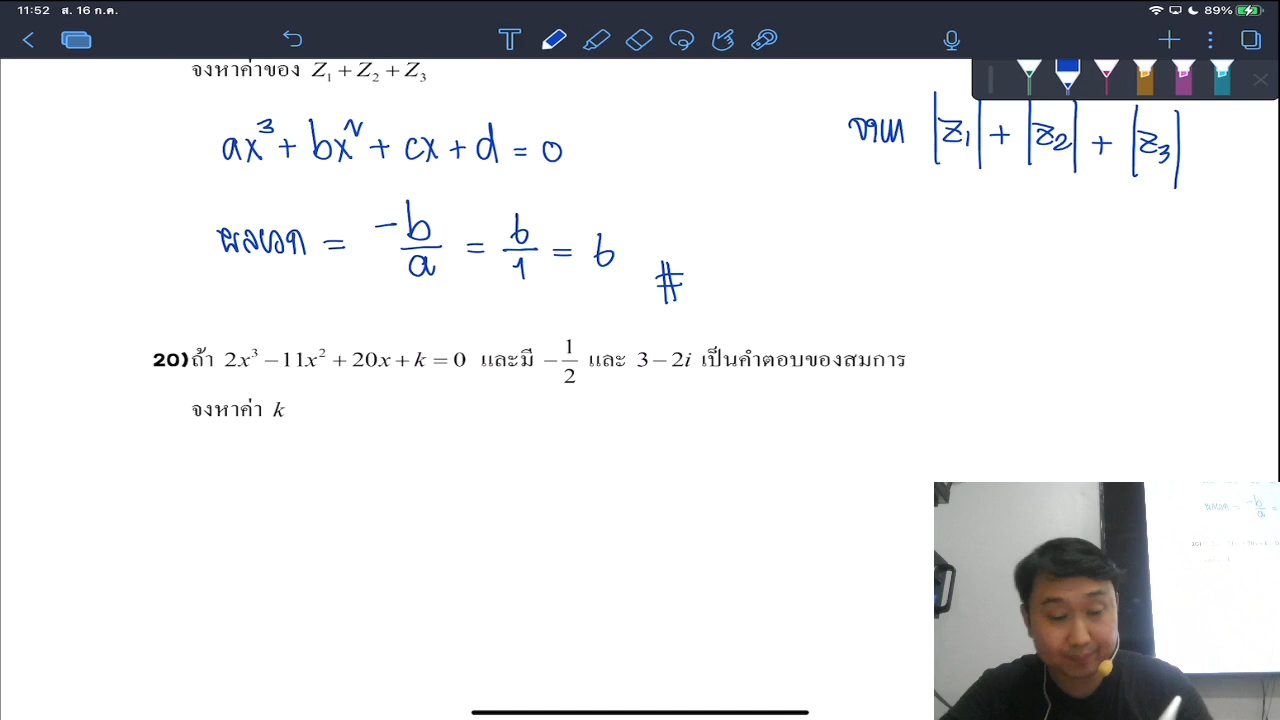 11:52 ส. 16 ก.ค. 89%
จงหาค่าของ Z₁ + Z₂ + Z₃
จาก |z₁| + |z₂| + |z₃|
ax³ + bx² + cx + d = 0
ผลบวก = -b/a = 6/1 = 6 #
20) ถ้า 2x³ − 11x² + 20x + k = 0 และมี −1/2 และ 3 − 2i เป็นคำตอบของสมการ
จงหาค่า k